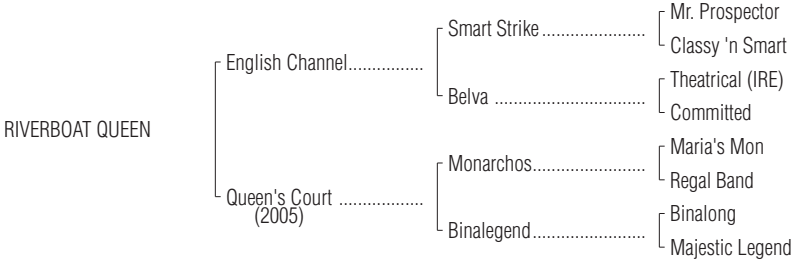 Mr. Prospector
Smart Strike......................
Classy 'n Smart
English Channel................
Theatrical (IRE)
Belva ................................
Committed
RIVERBOAT QUEEN
Maria's Mon
Monarchos........................
Regal Band
Queen's Court ..................
(2005)
Binalong
Binalegend........................
Majestic Legend